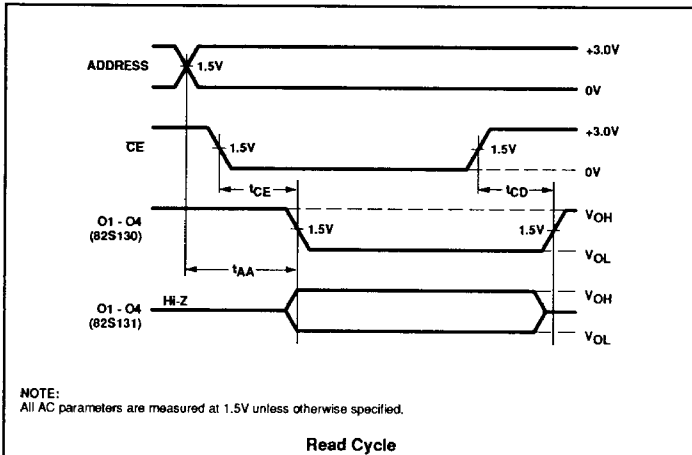 ADDRESS
1.5V
+3.0V
0V
CE
1.5V
1.5V
+3.0V
0V
tCE
tCD
O1 - O4
(82S130)
1.5V
1.5V
VOH
VOL
tAA
O1 - O4
(82S131)
Hi-Z
VOH
VOL
NOTE:
All AC parameters are measured at 1.5V unless otherwise specified.
Read Cycle